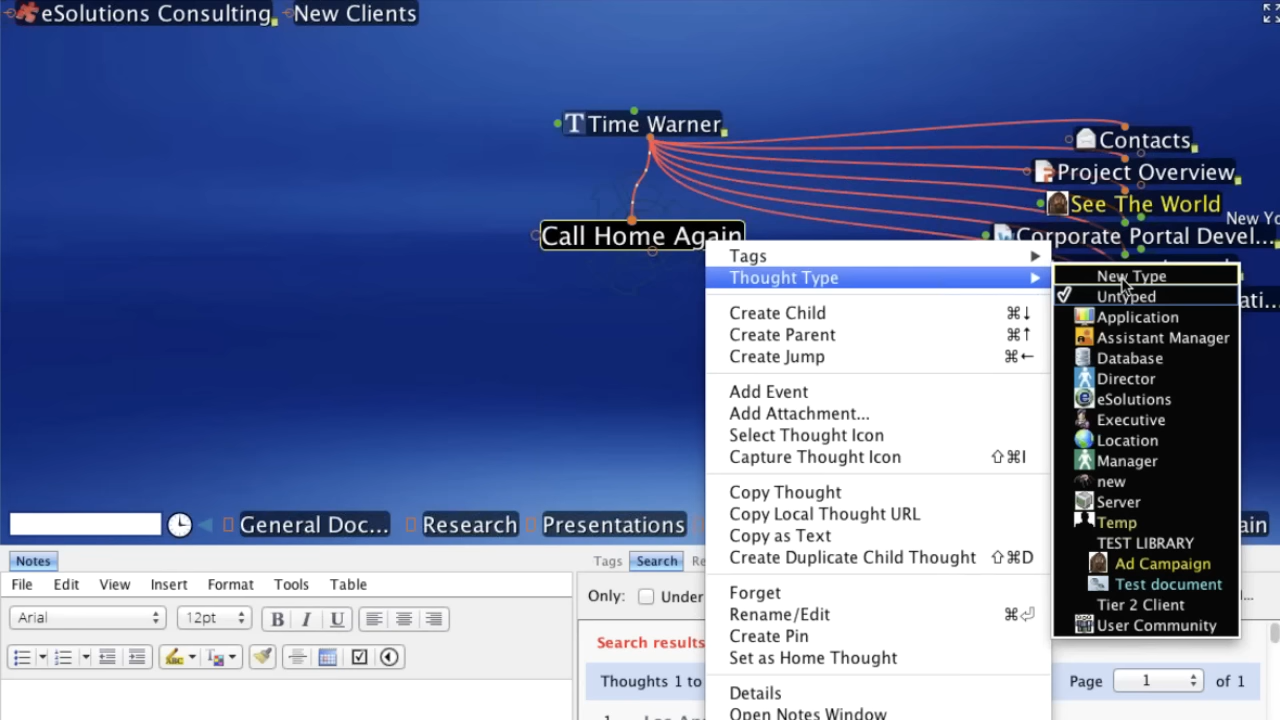 eSolutions Consulting
New Clients
Time Warner
Contacts
Project Overview
See The World
New Yo
Corporate Portal Devel...
Call Home Again
ati...
Tags
Thought Type
Create Child ⌘↓
Create Parent ⌘↑
Create Jump ⌘←
Add Event
Add Attachment...
Select Thought Icon
Capture Thought Icon ⇧⌘I
Copy Thought
Copy Local Thought URL
Copy as Text
Create Duplicate Child Thought ⇧⌘D
Forget
Rename/Edit ⌘⏎
Create Pin
Set as Home Thought
Details
Open Notes Window
New Type
Untyped
Application
Assistant Manager
Database
Director
eSolutions
Executive
Location
Manager
new
Server
Temp
TEST LIBRARY
Ad Campaign
Test document
Tier 2 Client
User Community
General Doc...
Research
Presentations
ain
Notes
File Edit View Insert Format Tools Table
Arial 12pt B I U
Tags Search Re
Only: Under
Search results
Thoughts 1 to
Page 1 of 1